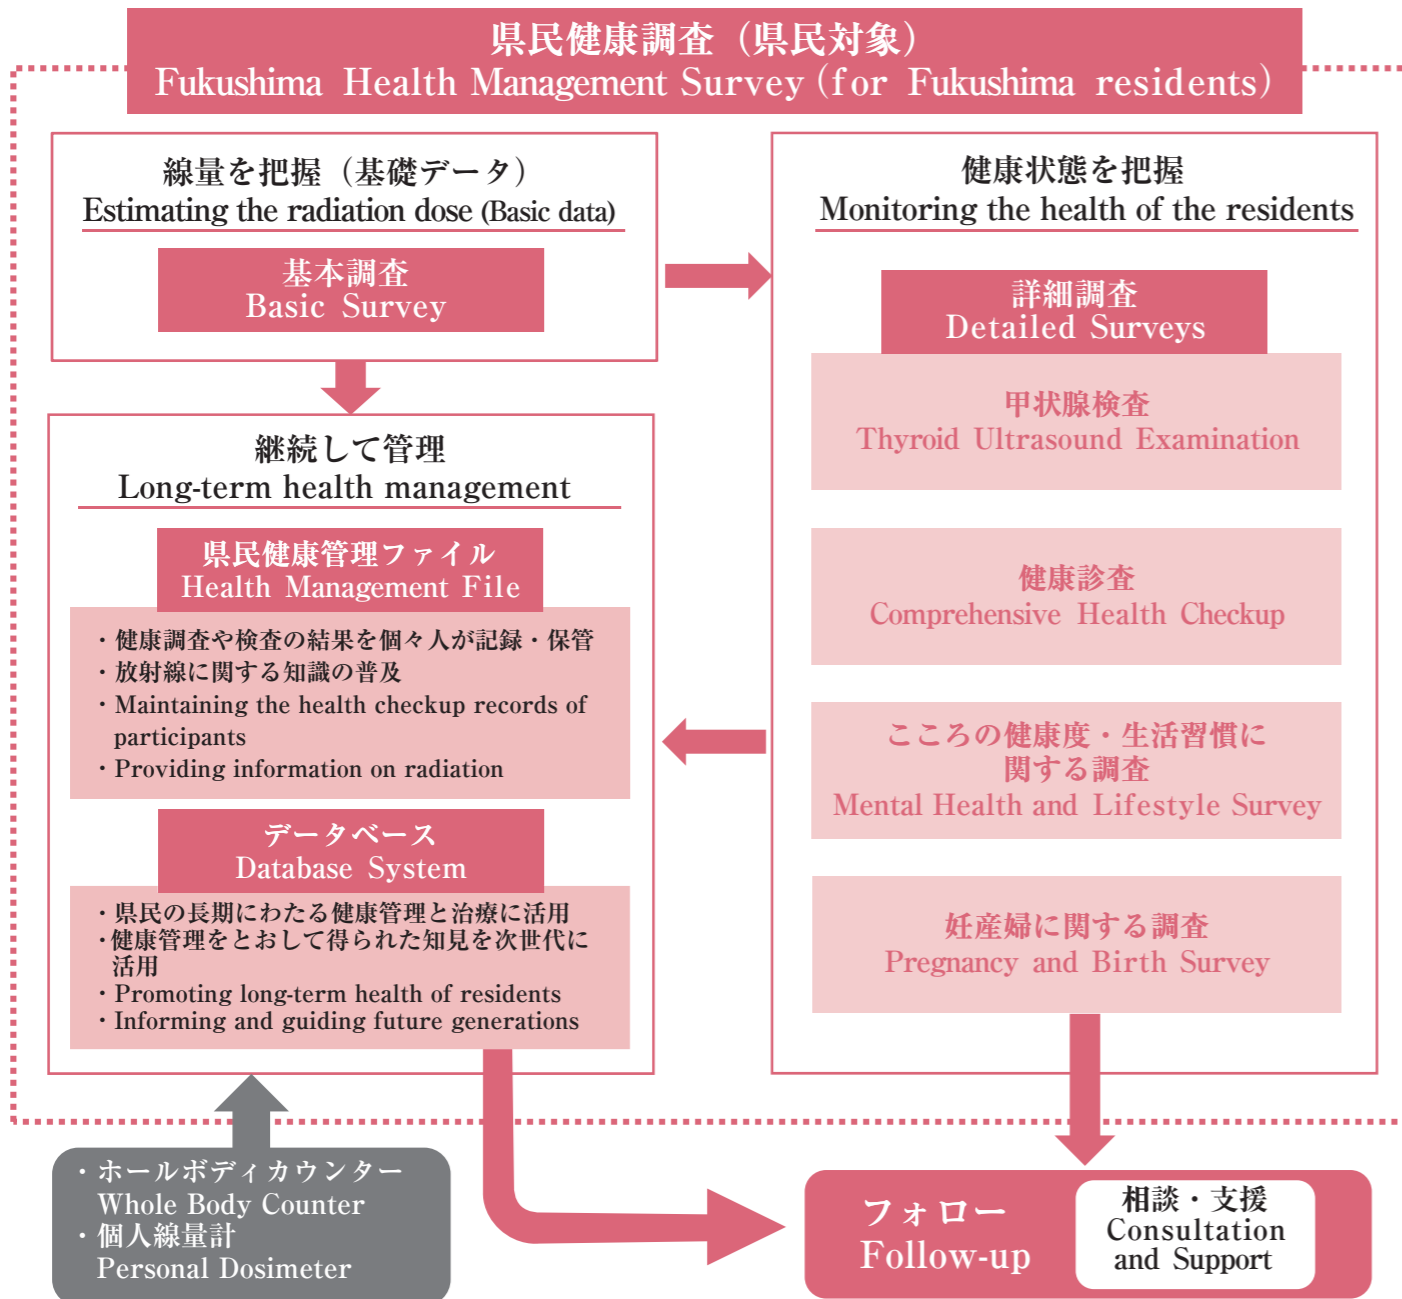 県民健康調査（県民対象）
Fukushima Health Management Survey (for Fukushima residents)
線量を把握（基礎データ）
Estimating the radiation dose (Basic data)
基本調査
Basic Survey
継続して管理
Long-term health management
県民健康管理ファイル
Health Management File
・健康調査や検査の結果を個々人が記録・保管
・放射線に関する知識の普及
・Maintaining the health checkup records of
participants
・Providing information on radiation
データベース
Database System
・県民の長期にわたる健康管理と治療に活用
・健康管理をとおして得られた知見を次世代に
活用
・Promoting long-term health of residents
・Informing and guiding future generations
健康状態を把握
Monitoring the health of the residents
詳細調査
Detailed Surveys
甲状腺検査
Thyroid Ultrasound Examination
健康診査
Comprehensive Health Checkup
こころの健康度・生活習慣に
関する調査
Mental Health and Lifestyle Survey
妊産婦に関する調査
Pregnancy and Birth Survey
・ホールボディカウンター
Whole Body Counter
・個人線量計
Personal Dosimeter
フォロー
Follow-up
相談・支援
Consultation
and Support